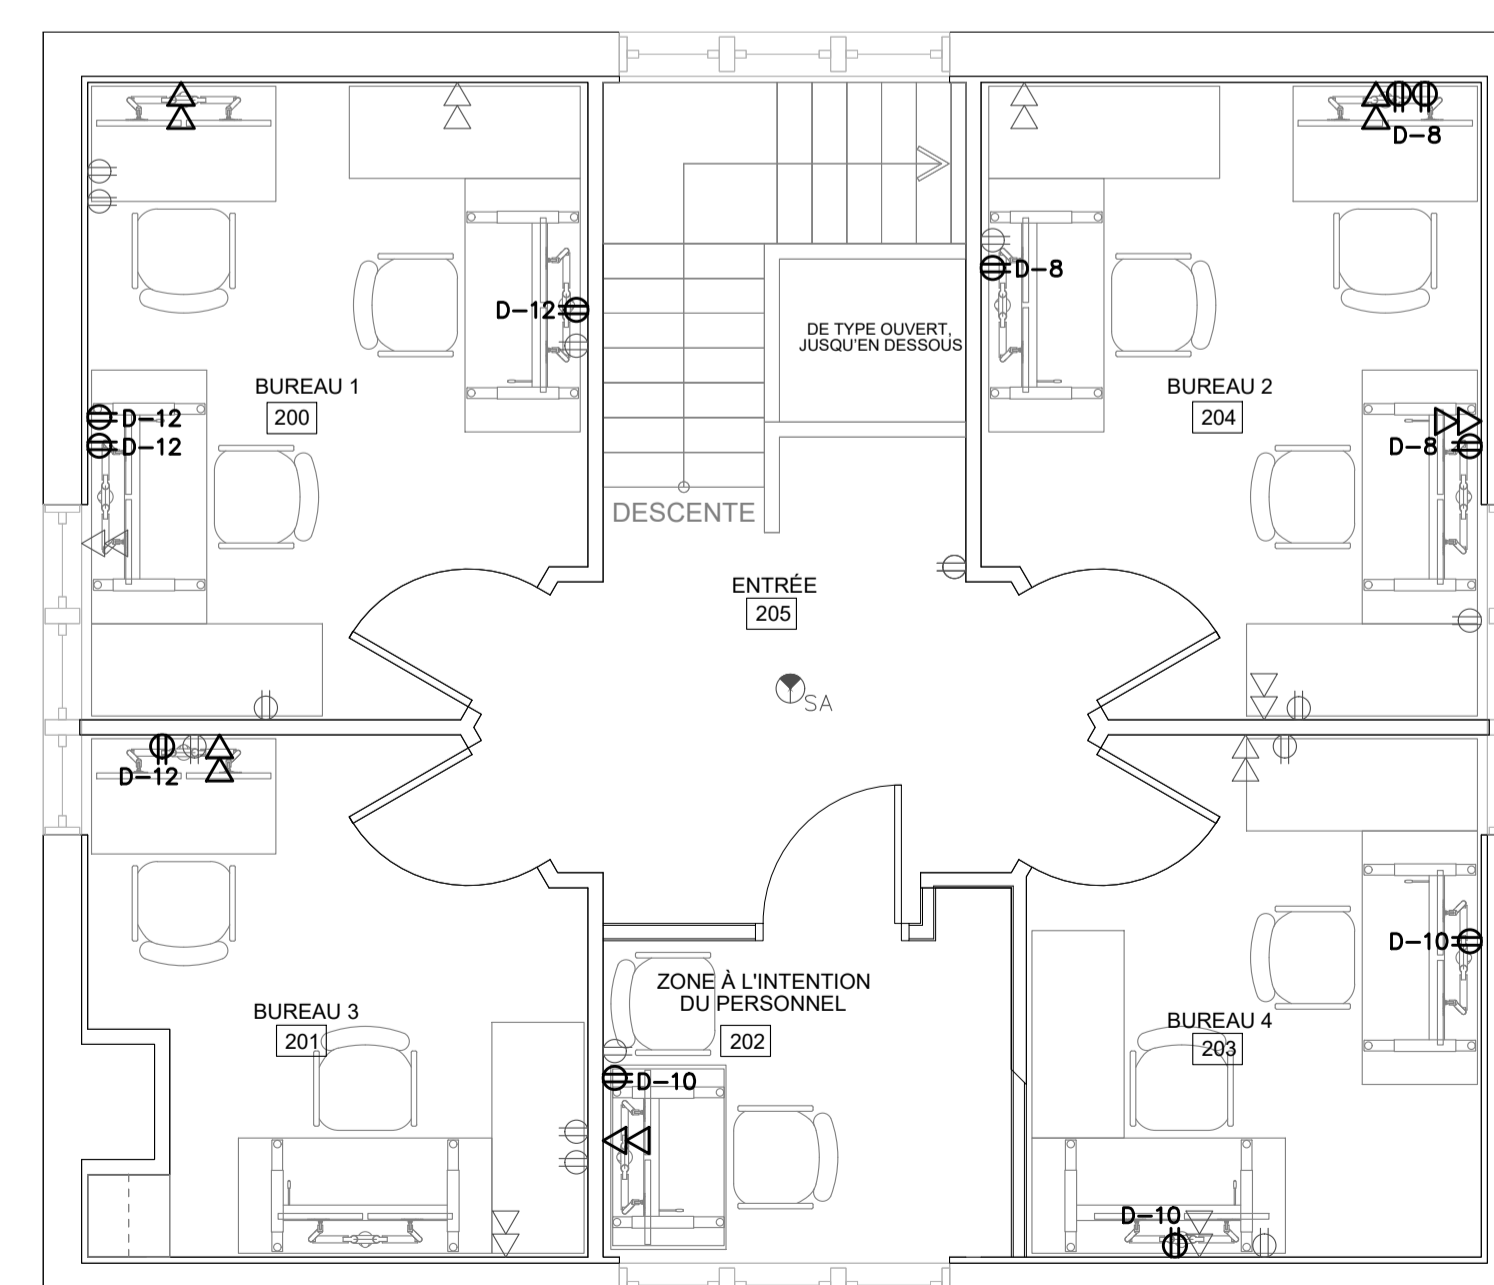 D-8
D-8
D-12
DE TYPE OUVERT,
JUSQU'EN DESSOUS
BUREAU 1
200
BUREAU 2
204
D-12
D-12
D-8
DESCENTE
ENTRÉE
205
SA
D-12
D-10
ZONE À L'INTENTION
DU PERSONNEL
202
BUREAU 3
201
BUREAU 4
203
D-10
D-10